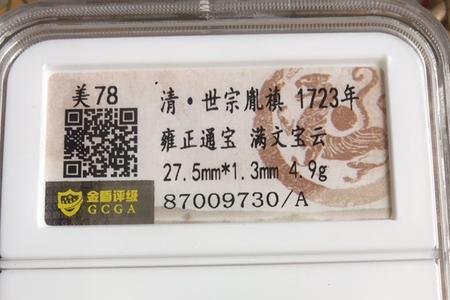 美78
清·世宗胤禛 1723年
雍正通宝 满文宝云
27.5mm*1.3mm 4.9g
87009730/A
金盾评级
GCGA